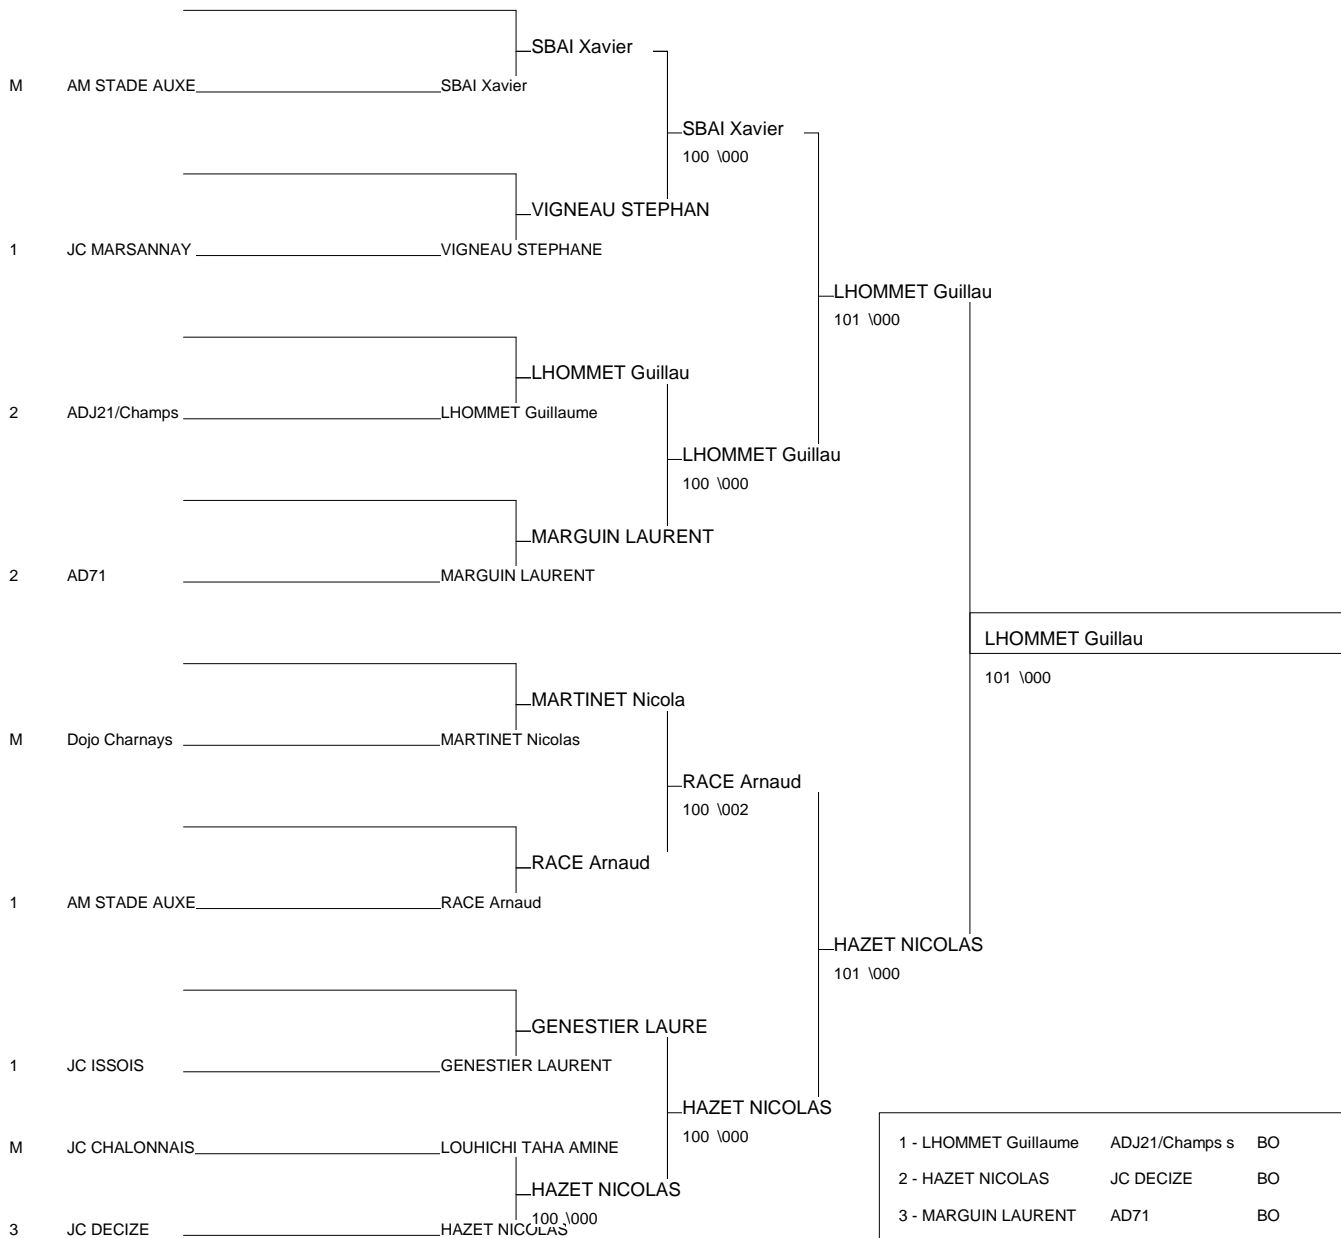 SBAI Xavier
M AM STADE AUXE SBAI Xavier
SBAI Xavier
100 \000
VIGNEAU STEPHAN
1 JC MARSANNAY VIGNEAU STEPHANE
LHOMMET Guillau
101 \000
LHOMMET Guillau
2 ADJ21/Champs LHOMMET Guillaume
LHOMMET Guillau
100 \000
MARGUIN LAURENT
2 AD71 MARGUIN LAURENT
LHOMMET Guillau
101 \000
MARTINET Nicola
M Dojo Charnays MARTINET Nicolas
RACE Arnaud
100 \002
RACE Arnaud
1 AM STADE AUXE RACE Arnaud
HAZET NICOLAS
101 \000
GENESTIER LAURE
1 JC ISSOIS GENESTIER LAURENT
HAZET NICOLAS
100 \000
M JC CHALONNAIS LOUHICHI TAHA AMINE
HAZET NICOLAS
100 \000
3 JC DECIZE HAZET NICOLAS
1 - LHOMMET Guillaume ADJ21/Champs s BO
2 - HAZET NICOLAS JC DECIZE BO
3 - MARGUIN LAURENT AD71 BO